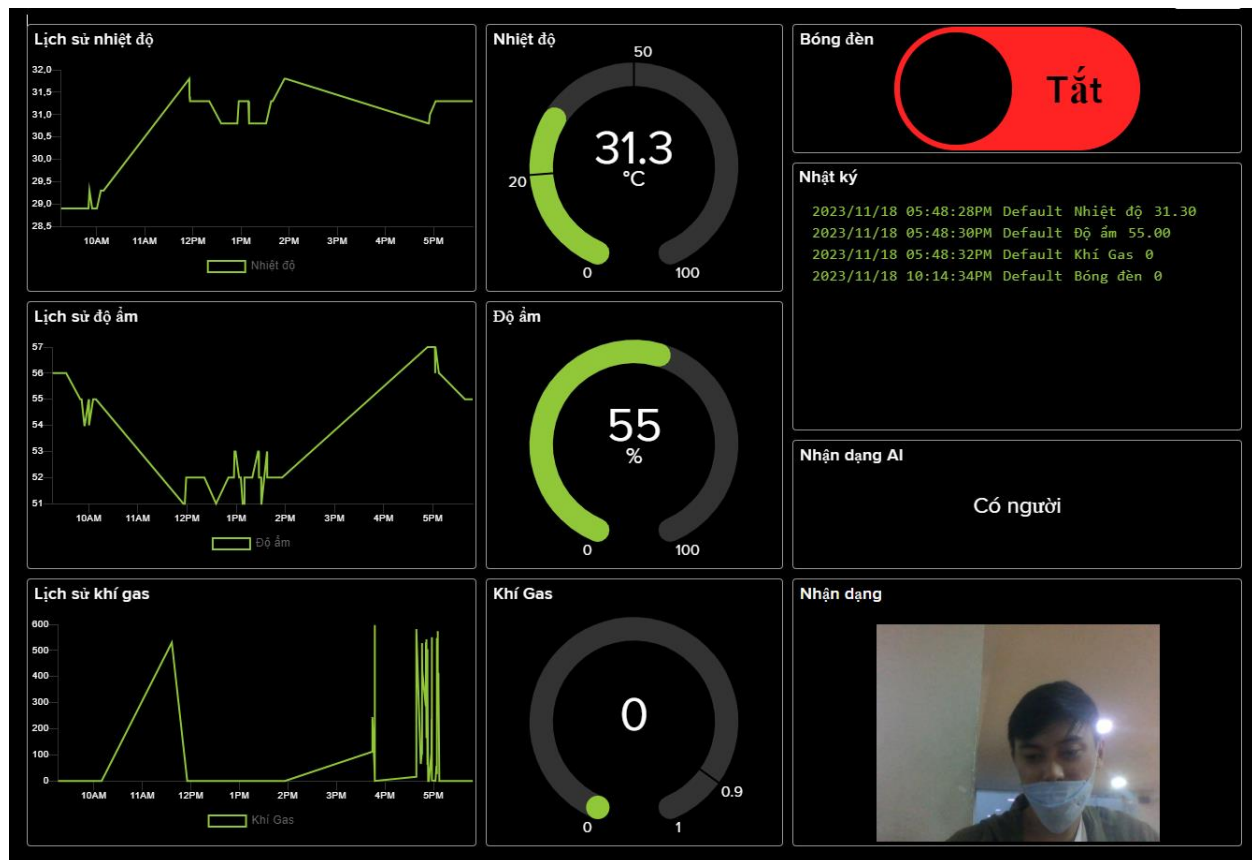 Lịch sử nhiệt độ
32,0
31,5
31,0
30,5
30,0
29,5
29,0
28,5
10AM 11AM 12PM 1PM 2PM 3PM 4PM 5PM
Nhiệt độ
Nhiệt độ
50
31.3
°C
20
0 100
Bóng đèn
Tắt
Nhật ký
2023/11/18 05:48:28PM Default Nhiệt độ 31.30
2023/11/18 05:48:30PM Default Độ ẩm 55.00
2023/11/18 05:48:32PM Default Khí Gas 0
2023/11/18 10:14:34PM Default Bóng đèn 0
Lịch sử độ ẩm
57
56
55
54
53
52
51
10AM 11AM 12PM 1PM 2PM 3PM 4PM 5PM
Độ ẩm
Độ ẩm
55
%
0 100
Nhận dạng AI
Có người
Lịch sử khí gas
600
500
400
300
200
100
0
10AM 11AM 12PM 1PM 2PM 3PM 4PM 5PM
Khí Gas
Khí Gas
0
0.9
0 1
Nhận dạng